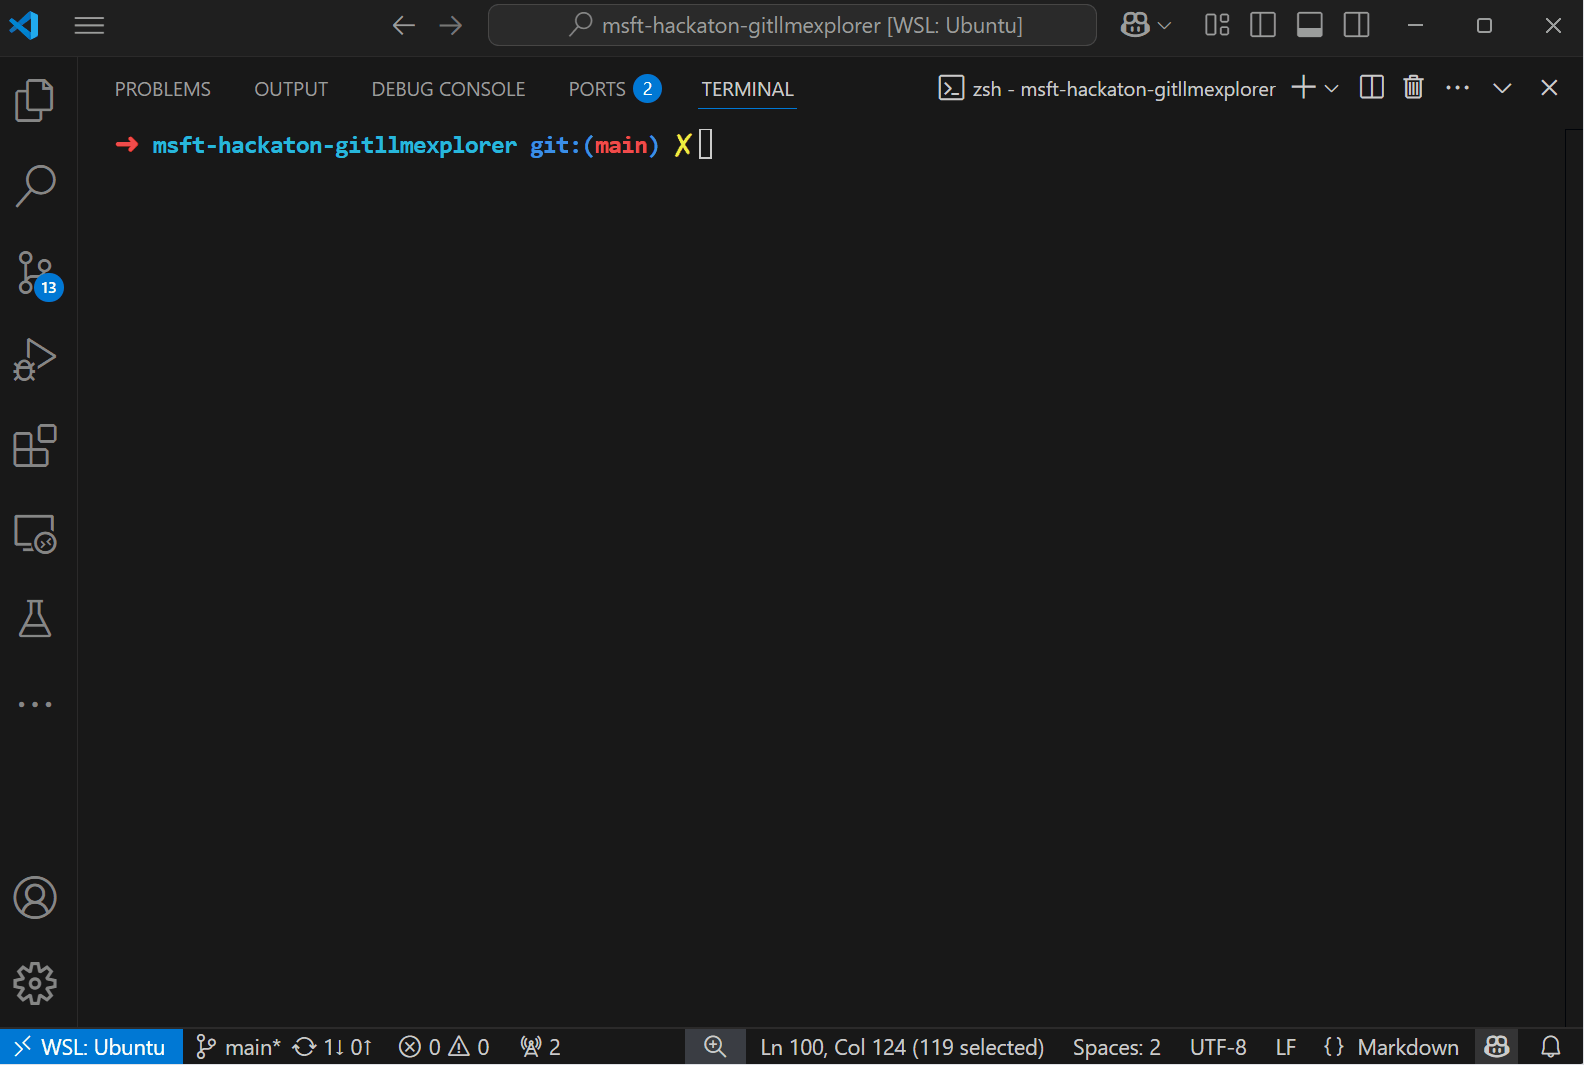 msft-hackaton-gitllmexplorer [WSL: Ubuntu]
PROBLEMS OUTPUT DEBUG CONSOLE PORTS 2 TERMINAL zsh - msft-hackaton-gitllmexplorer
➜ msft-hackaton-gitllmexplorer git:(main) ✗
13
WSL: Ubuntu main* 1↓ 0↑ 0 0 2 Ln 100, Col 124 (119 selected) Spaces: 2 UTF-8 LF {} Markdown